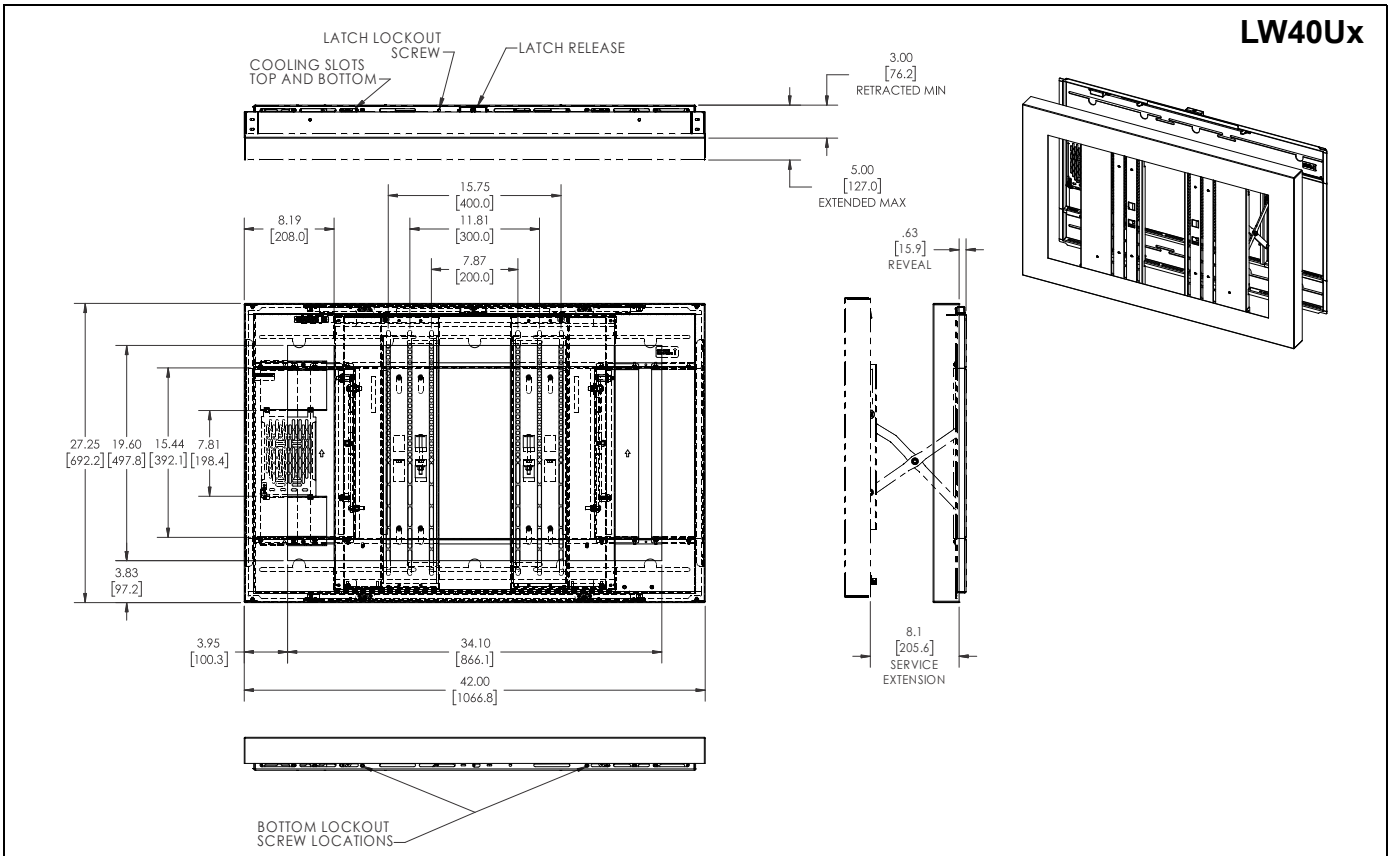 LW40Ux
LATCH LOCKOUT
SCREW
LATCH RELEASE
COOLING SLOTS
TOP AND BOTTOM
3.00
[76.2]
RETRACTED MIN
5.00
[127.0]
EXTENDED MAX
15.75
[400.0]
11.81
[300.0]
8.19
[208.0]
7.87
[200.0]
.63
[15.9]
REVEAL
27.25
[692.2]
19.60
[497.8]
15.44
[392.1]
7.81
[198.4]
3.83
[97.2]
3.95
[100.3]
34.10
[866.1]
42.00
[1066.8]
8.1
[205.6]
SERVICE
EXTENSION
BOTTOM LOCKOUT
SCREW LOCATIONS